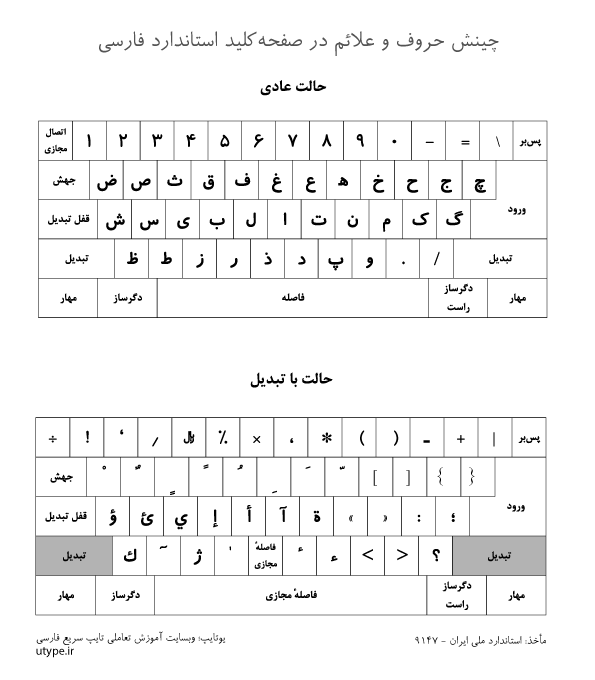 چینش حروف و علائم در صفحه‌کلید استاندارد فارسی
حالت عادی
اتصال مجازی ۱ ۲ ۳ ۴ ۵ ۶ ۷ ۸ ۹ ۰ - = \ پس‌بر
جهش ض ص ث ق ف غ ع ه خ ح ج چ
ورود
قفل تبدیل ش س ی ب ل ا ت ن م ک گ
تبدیل ظ ط ز ر ذ د پ و . / تبدیل
مهار دگرساز فاصله دگرساز راست مهار
حالت با تبدیل
÷ ! ٬ ٫ ﷼ ٪ × ، * ( ) ـ + | پس‌بر
جهش ْ ٌ ٍ ً ُ ِ َ ّ [ ] { }
ورود
قفل تبدیل ؤ ئ ي إ أ آ ة « » : ؛
تبدیل ك ٓ ژ ٰ فاصلهٔ مجازی ٔ ء < > ؟ تبدیل
مهار دگرساز فاصلهٔ مجازی دگرساز راست مهار
مأخذ: استاندارد ملی ایران - ۹۱۴۷
یوتایپ؛ وبسایت آموزش تعاملی تایپ سریع فارسی
utype.ir